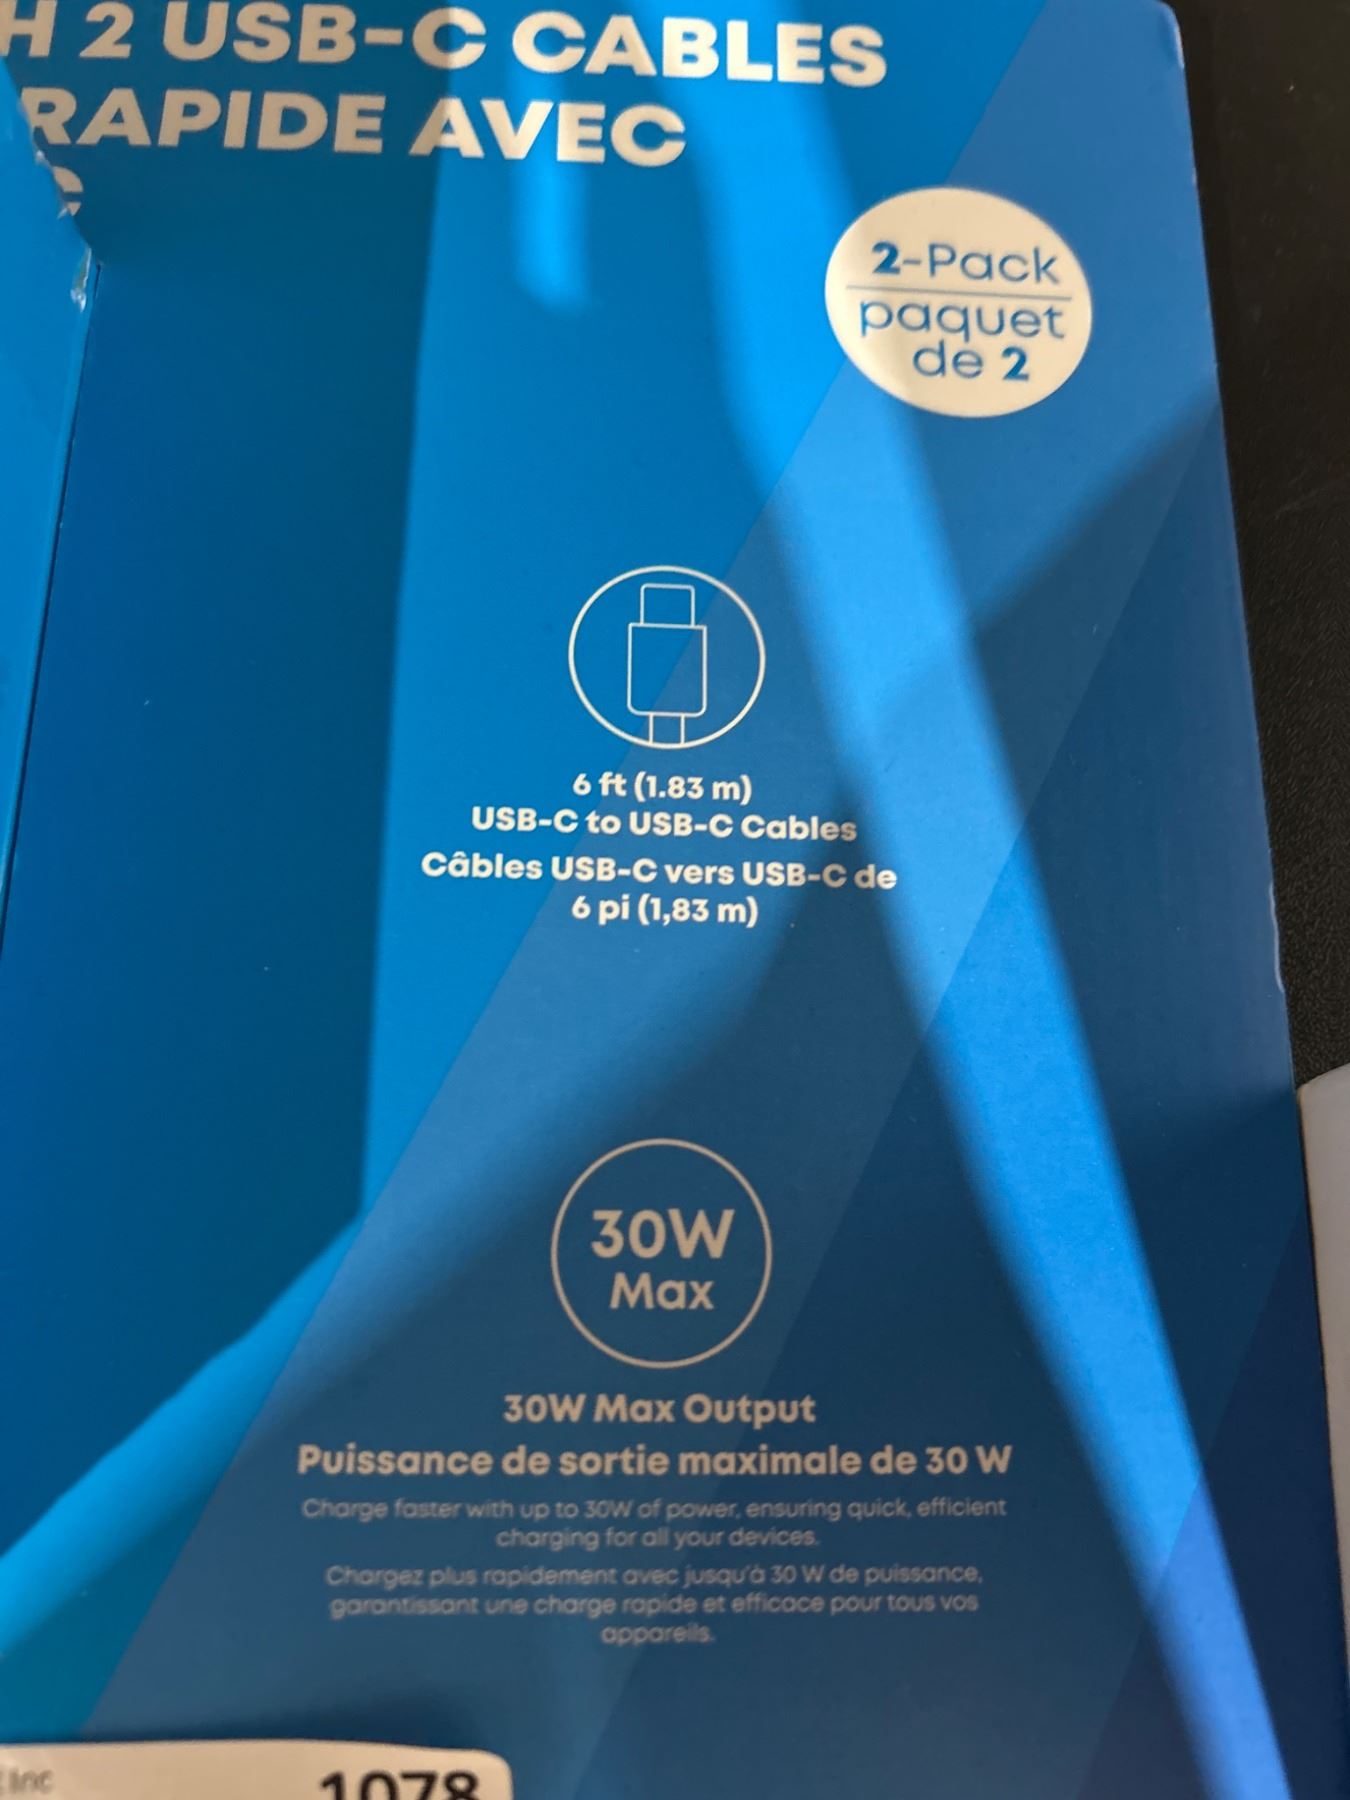 H 2 USB-C CABLES
RAPIDE AVEC
C
2-Pack
paquet
de 2
6 ft (1.83 m)
USB-C to USB-C Cables
Câbles USB-C vers USB-C de
6 pi (1,83 m)
30W
Max
30W Max Output
Puissance de sortie maximale de 30 W
Charge faster with up to 30W of power, ensuring quick, efficient
charging for all your devices.
Chargez plus rapidement avec jusqu'à 30 W de puissance,
garantissant une charge rapide et efficace pour tous vos
appareils.
Inc
1078